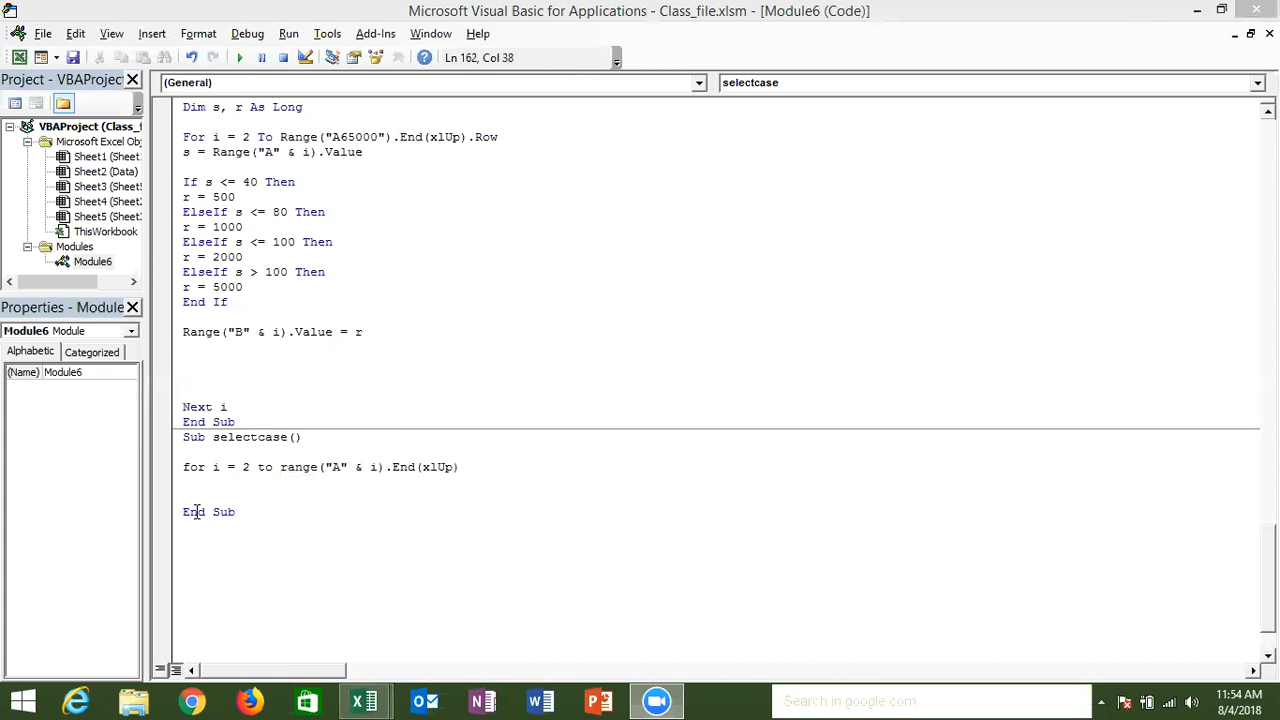 Microsoft Visual Basic for Applications - Class_file.xlsm - [Module6 (Code)]
File Edit View Insert Format Debug Run Tools Add-Ins Window Help
Ln 162, Col 38
Project - VBAProject
(General)
selectcase
VBAProject (Class_f
Microsoft Excel Obj
Sheet1 (Sheet1
Sheet2 (Data)
Sheet3 (Sheet5
Sheet4 (Sheet2
Sheet5 (Sheet3
ThisWorkbook
Modules
Module6
Properties - Module6
Module6 Module
Alphabetic Categorized
(Name) Module6
Dim s, r As Long
For i = 2 To Range("A65000").End(xlUp).Row
s = Range("A" & i).Value
If s <= 40 Then
r = 500
ElseIf s <= 80 Then
r = 1000
ElseIf s <= 100 Then
r = 2000
ElseIf s > 100 Then
r = 5000
End If
Range("B" & i).Value = r
Next i
End Sub
Sub selectcase()
for i = 2 to range("A" & i).End(xlUp)
End Sub
Search in google.com
11:54 AM
8/4/2018